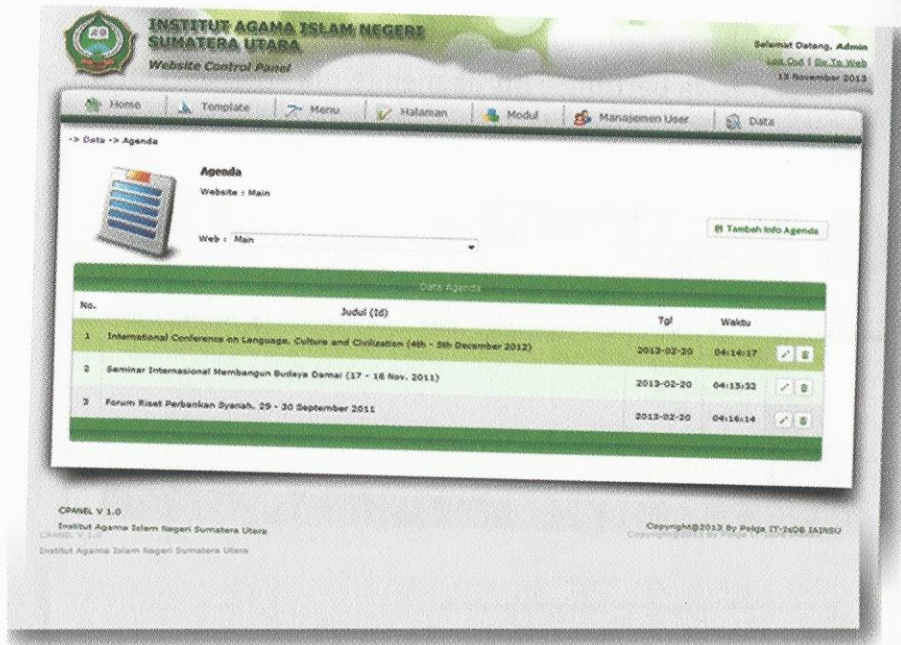 INSTITUT AGAMA ISLAM NEGERI
SUMATERA UTARA
Website Control Panel
Selamat Datang, Admin
Log Out | Go To Web
13 November 2013
Home Template Menu Halaman Modul Manajemen User Data
-> Data -> Agenda
Agenda
Website : Main
Web : Main
Tambah Info Agenda
Data Agenda
No. Judul (Id) Tgl Waktu
1 International Conference on Language, Culture and Civilization (4th - 5th December 2012) 2013-02-20 04:14:17
2 Seminar Internasional Membangun Budaya Damai (17 - 18 Nov. 2011) 2013-02-20 04:15:32
3 Forum Riset Perbankan Syariah, 29 - 30 September 2011 2013-02-20 04:16:14
CPANEL V 1.0
Institut Agama Islam Negeri Sumatera Utara
Copyright@2013 By Pokja IT-IsDB IAINSU
CPANEL V 1.0
Institut Agama Islam Negeri Sumatera Utara